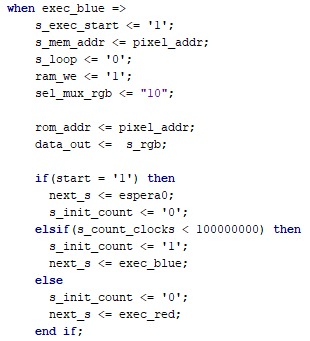 when exec_blue =>
s_exec_start <= '1';
s_mem_addr <= pixel_addr;
s_loop <= '0';
ram_we <= '1';
sel_mux_rgb <= "10";
rom_addr <= pixel_addr;
data_out <= s_rgb;
if(start = '1') then
next_s <= espera0;
s_init_count <= '0';
elsif(s_count_clocks < 100000000) then
s_init_count <= '1';
next_s <= exec_blue;
else
s_init_count <= '0';
next_s <= exec_red;
end if;